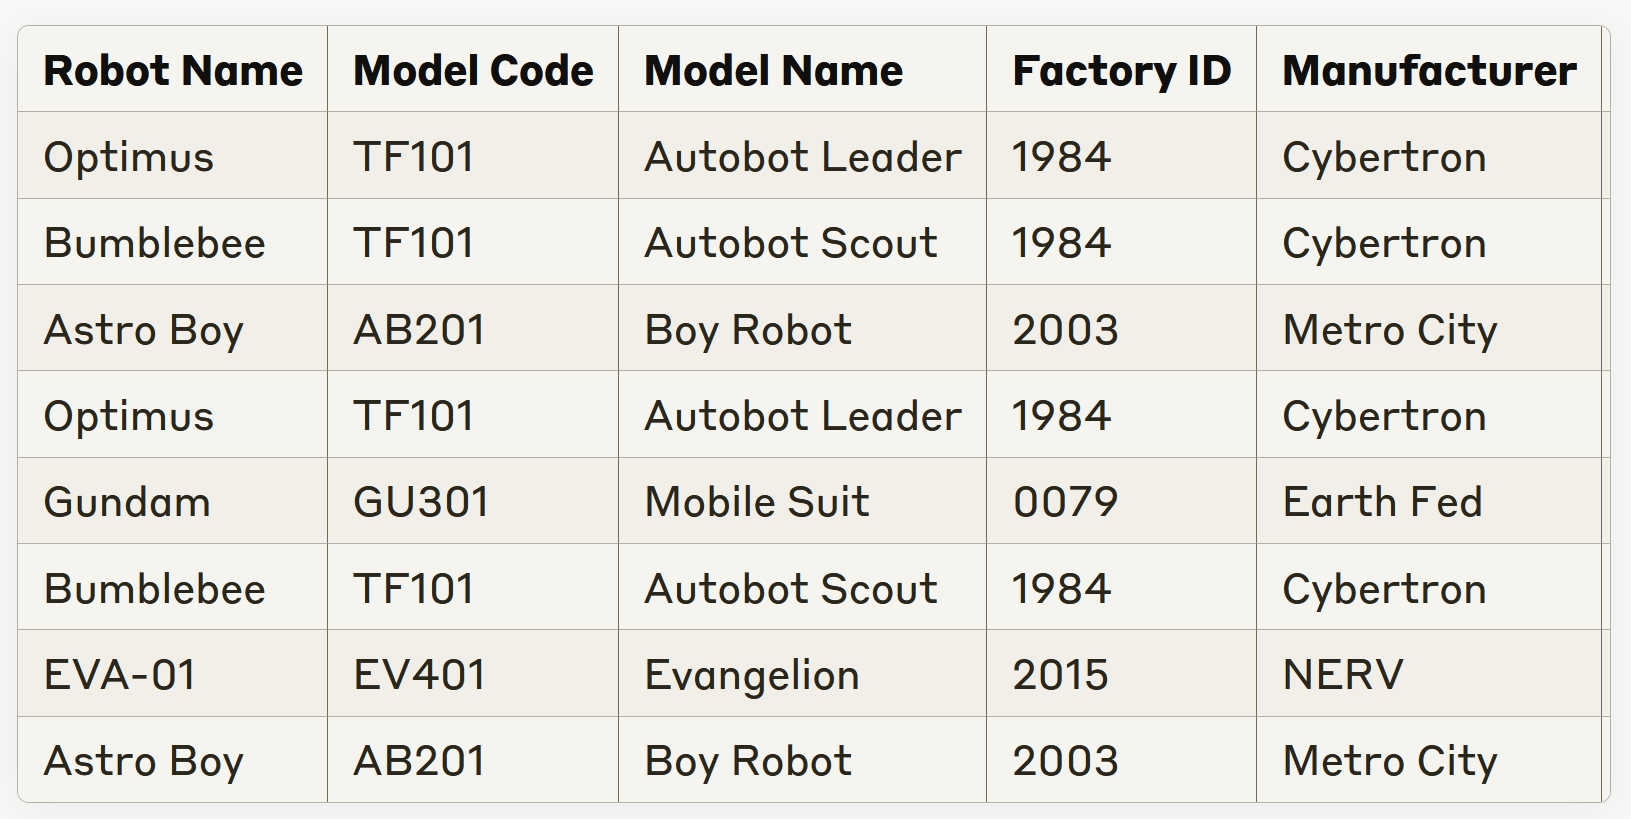 Robot Name Model Code Model Name Factory ID Manufacturer
Optimus TF101 Autobot Leader 1984 Cybertron
Bumblebee TF101 Autobot Scout 1984 Cybertron
Astro Boy AB201 Boy Robot 2003 Metro City
Optimus TF101 Autobot Leader 1984 Cybertron
Gundam GU301 Mobile Suit 0079 Earth Fed
Bumblebee TF101 Autobot Scout 1984 Cybertron
EVA-01 EV401 Evangelion 2015 NERV
Astro Boy AB201 Boy Robot 2003 Metro City